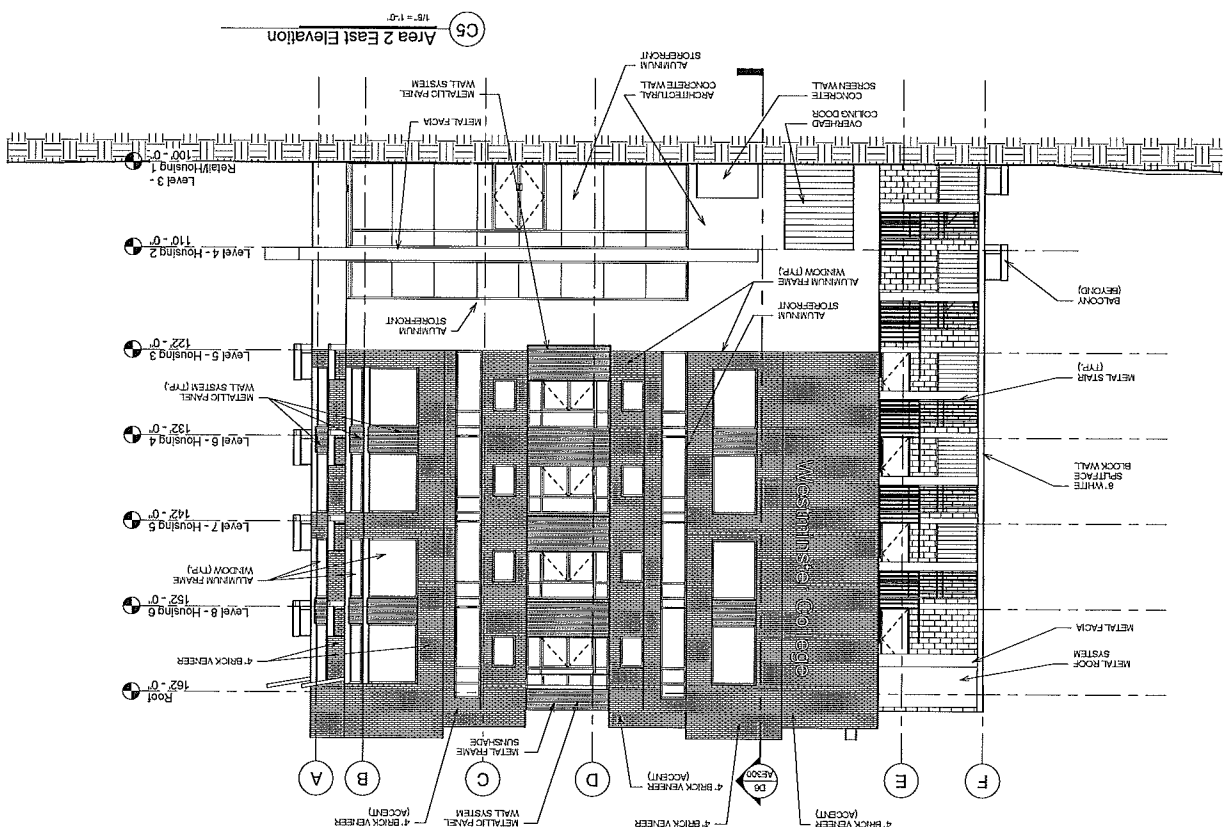 A
B
C
D
D6
AE300
E
F
4" BRICK VENEER
(ACCENT)
METALLIC PANEL
WALL SYSTEM
4" BRICK VENEER
(ACCENT)
4" BRICK VENEER
4" BRICK VENEER
(ACCENT)
METAL FRAME
SUNSHADE
Roof
162' - 0"
4" BRICK VENEER
METAL ROOF
SYSTEM
METAL FACIA
Level 8 - Housing 6
152' - 0"
ALUMINUM FRAME
WINDOW (TYP.)
Level 7 - Housing 5
142' - 0"
Westminster College
8" WHITE
SPLITFACE
BLOCK WALL
Level 6 - Housing 4
132' - 0"
METALLIC PANEL
WALL SYSTEM (TYP.)
METAL STAIR
(TYP.)
Level 5 - Housing 3
122' - 0"
ALUMINUM
STOREFRONT
ALUMINUM
STOREFRONT
ALUMINUM FRAME
WINDOW (TYP.)
BALCONY
(BEYOND)
Level 4 - Housing 2
110' - 0"
Level 3 -
Retail/Housing 1
100' - 0"
METAL FACIA
METALLIC PANEL
WALL SYSTEM
ALUMINUM
STOREFRONT
ARCHITECTURAL
CONCRETE WALL
CONCRETE
SCREEN WALL
OVERHEAD
COILING DOOR
C5
Area 2 East Elevation
1/8" = 1'-0"